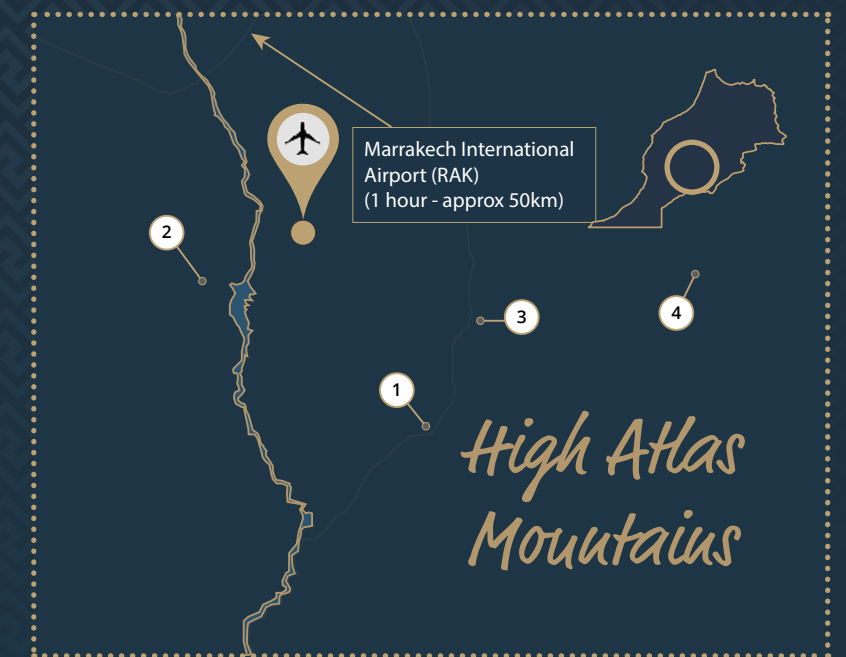 Marrakech International
Airport (RAK)
(1 hour - approx 50km)
2
4
3
1
High Atlas
Mountains